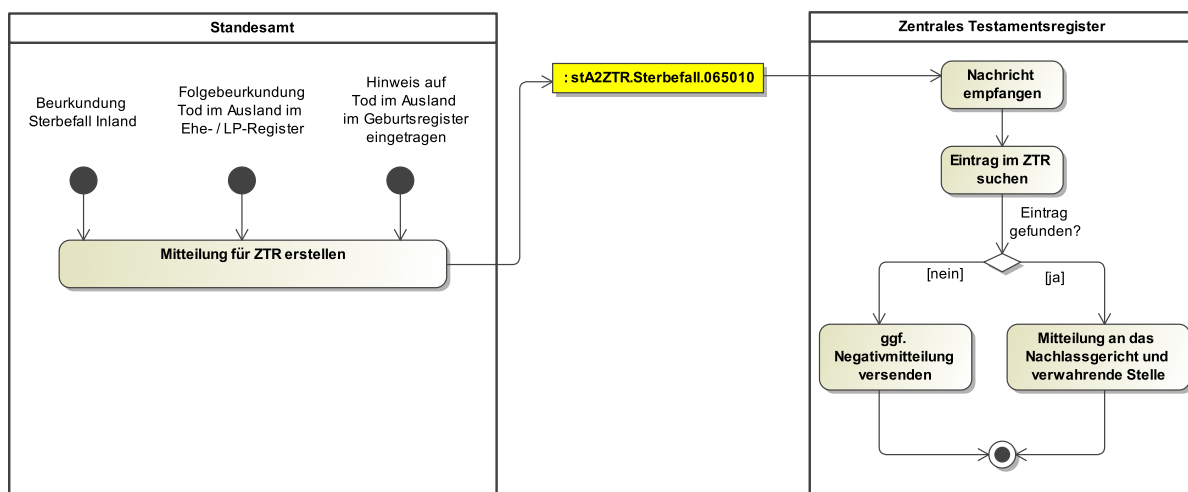 Standesamt
Beurkundung
Sterbefall Inland
Folgebeurkundung
Tod im Ausland im
Ehe- / LP-Register
Hinweis auf
Tod im Ausland
im Geburtsregister
eingetragen
Mitteilung für ZTR erstellen
: stA2ZTR.Sterbefall.065010
Zentrales Testamentsregister
Nachricht
empfangen
Eintrag im ZTR
suchen
Eintrag
gefunden?
[nein]
[ja]
ggf.
Negativmitteilung
versenden
Mitteilung an das
Nachlassgericht und
verwahrende Stelle